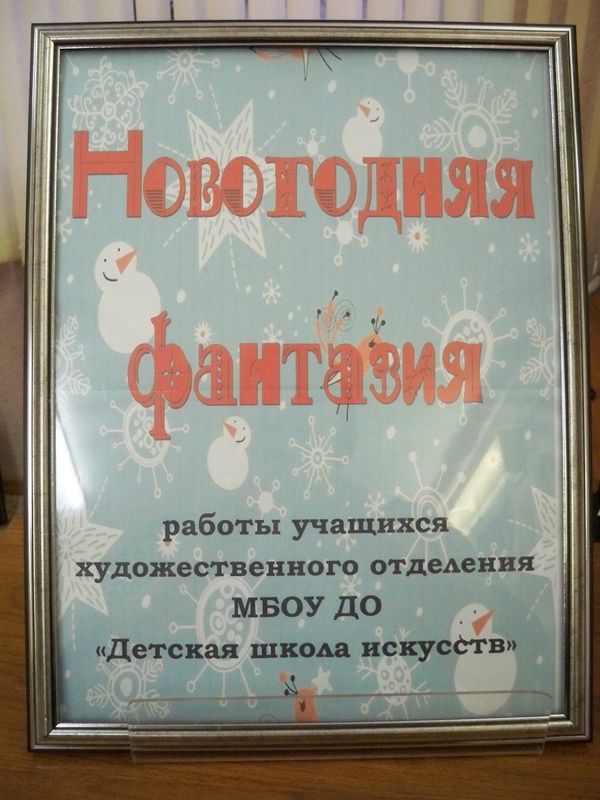 Новогодняя
фантазия
работы учащихся
художественного отделения
МБОУ ДО
«Детская школа искусств»